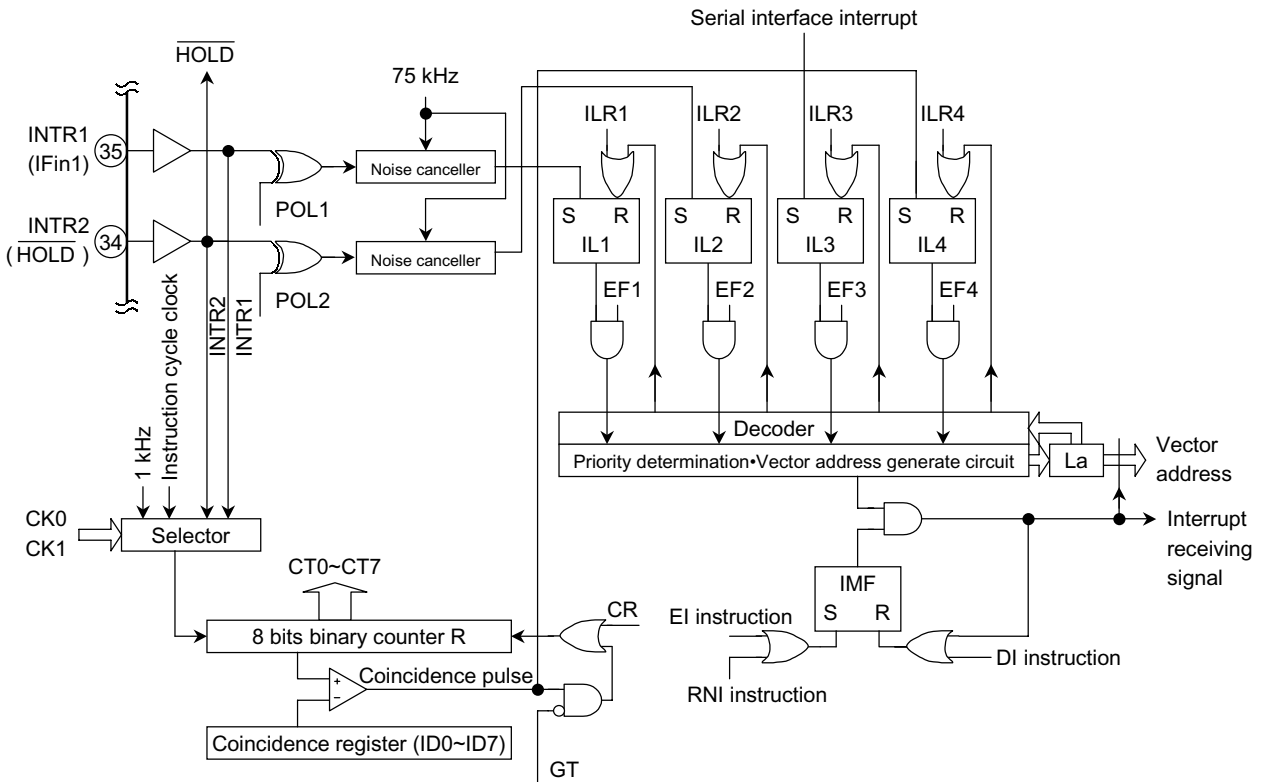 Serial interface interrupt
HOLD
75 kHz
INTR1
(IFin1)
35
INTR2
(HOLD)
34
POL1
POL2
Noise canceller
Noise canceller
ILR1
ILR2
ILR3
ILR4
S R
IL1
S R
IL2
S R
IL3
S R
IL4
EF1
EF2
EF3
EF4
1 kHz
Instruction cycle clock
INTR2
INTR1
Decoder
Priority determination•Vector address generate circuit
La
Vector
address
CK0
CK1
Selector
Interrupt
receiving
signal
CT0~CT7
IMF
S R
CR
EI instruction
8 bits binary counter R
DI instruction
RNI instruction
+
−
Coincidence pulse
Coincidence register (ID0~ID7)
GT